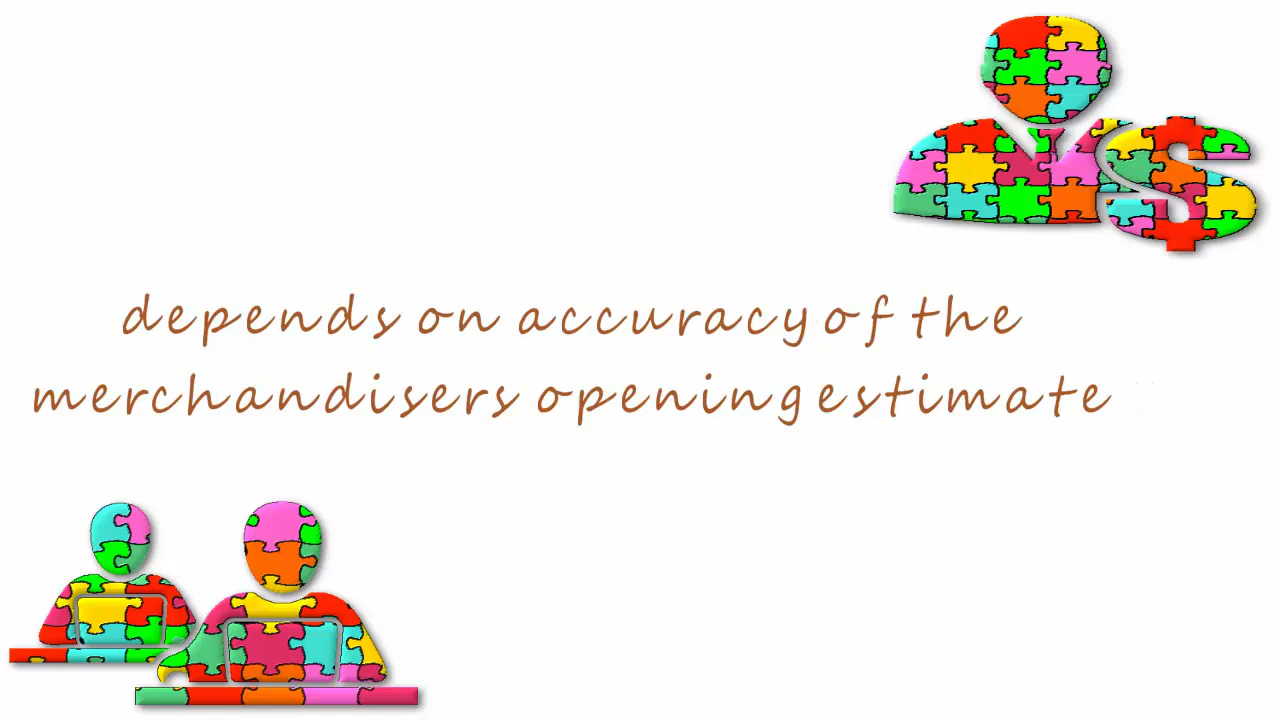 depends on accuracy of the
merchandisers opening estimate